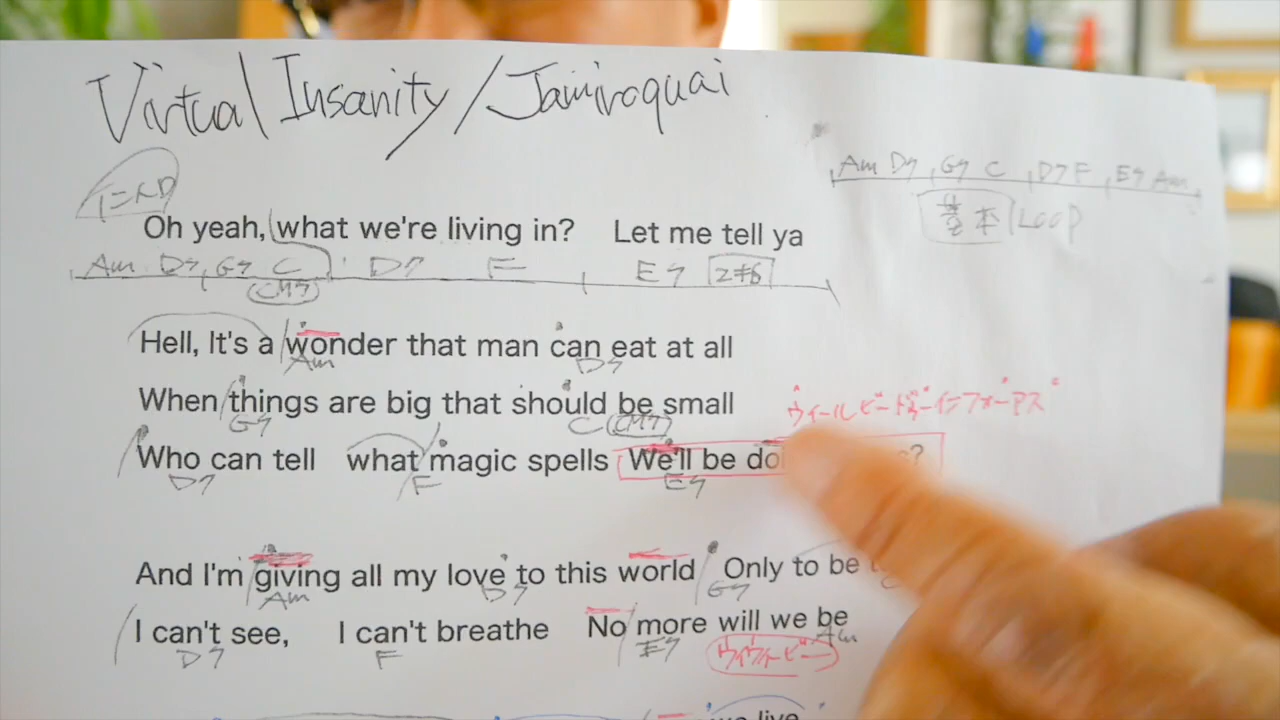 Virtual Insanity/Jamiroquai
Am D7 G7 C D7 F E7 Am
基本 LOOP
Oh yeah, what we're living in? Let me tell ya
Am D7 G7 C D7 F E7
CM7
Hell, It's a wonder that man can eat at all
Am D7
When things are big that should be small
G7 C CM7
ウィールビードゥーインフォーアス
Who can tell what magic spells We'll be do ?
D7 F E7
And I'm giving all my love to this world Only to be
Am D7 G7
I can't see, I can't breathe No more will we be
D7 F E7 Am
ウィウィービー
live